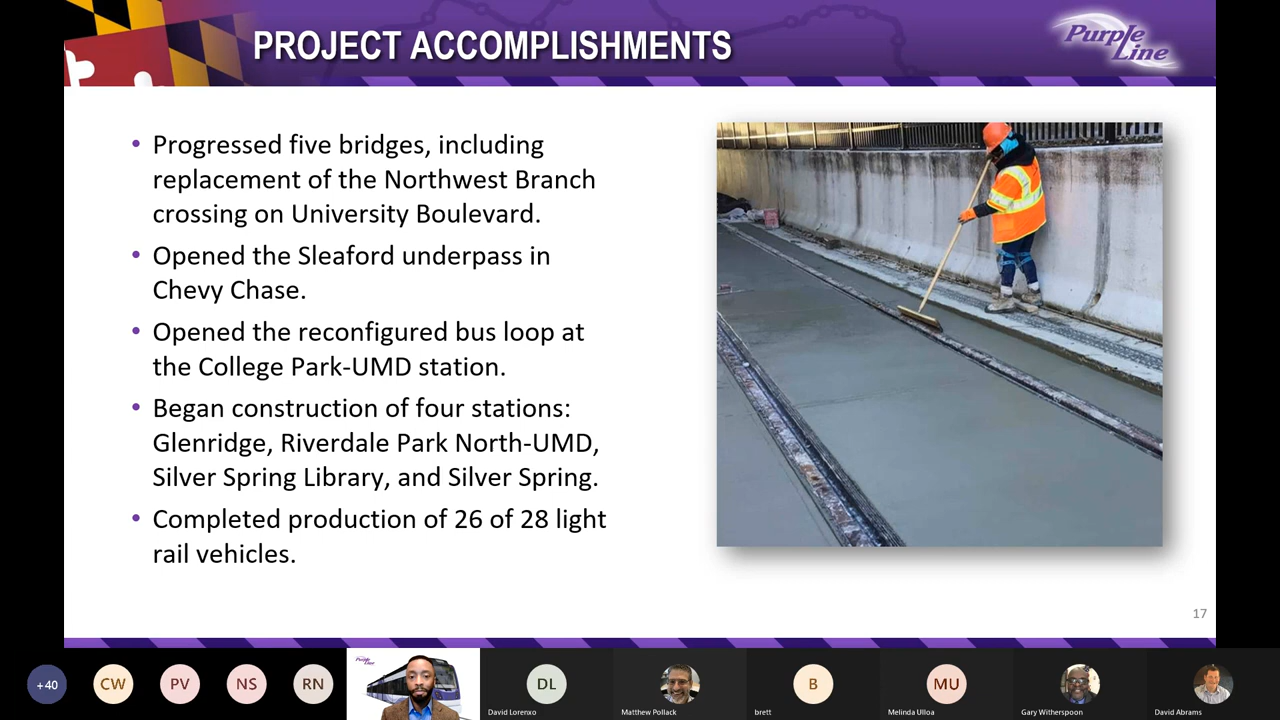 PROJECT ACCOMPLISHMENTS
Purple
Line
• Progressed five bridges, including
replacement of the Northwest Branch
crossing on University Boulevard.
• Opened the Sleaford underpass in
Chevy Chase.
• Opened the reconfigured bus loop at
the College Park-UMD station.
• Began construction of four stations:
Glenridge, Riverdale Park North-UMD,
Silver Spring Library, and Silver Spring.
• Completed production of 26 of 28 light
rail vehicles.
17
+40
CW
PV
NS
RN
Purple
Line
DL
David Lorenxo
Matthew Pollack
B
brett
MU
Melinda Ulloa
Gary Witherspoon
David Abrams